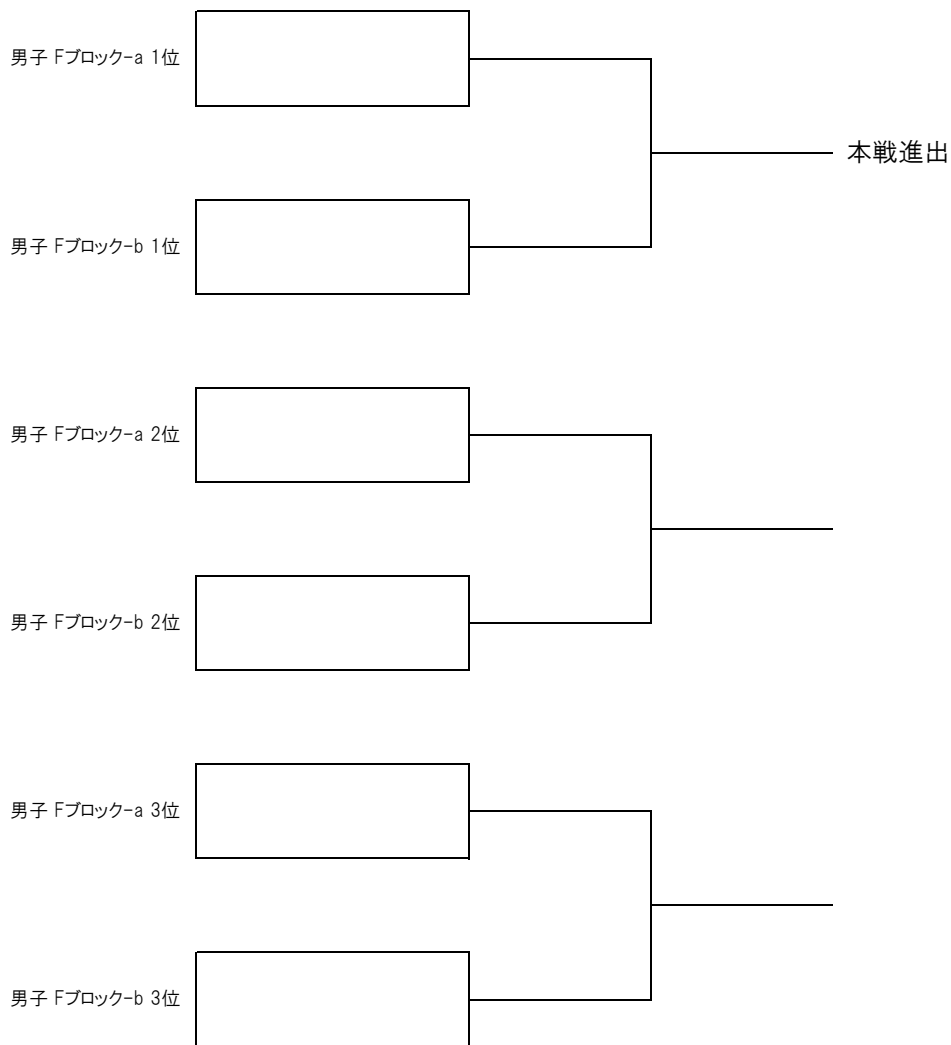 男子 Fブロック-a 1位
本戦進出
男子 Fブロック-b 1位
男子 Fブロック-a 2位
男子 Fブロック-b 2位
男子 Fブロック-a 3位
男子 Fブロック-b 3位